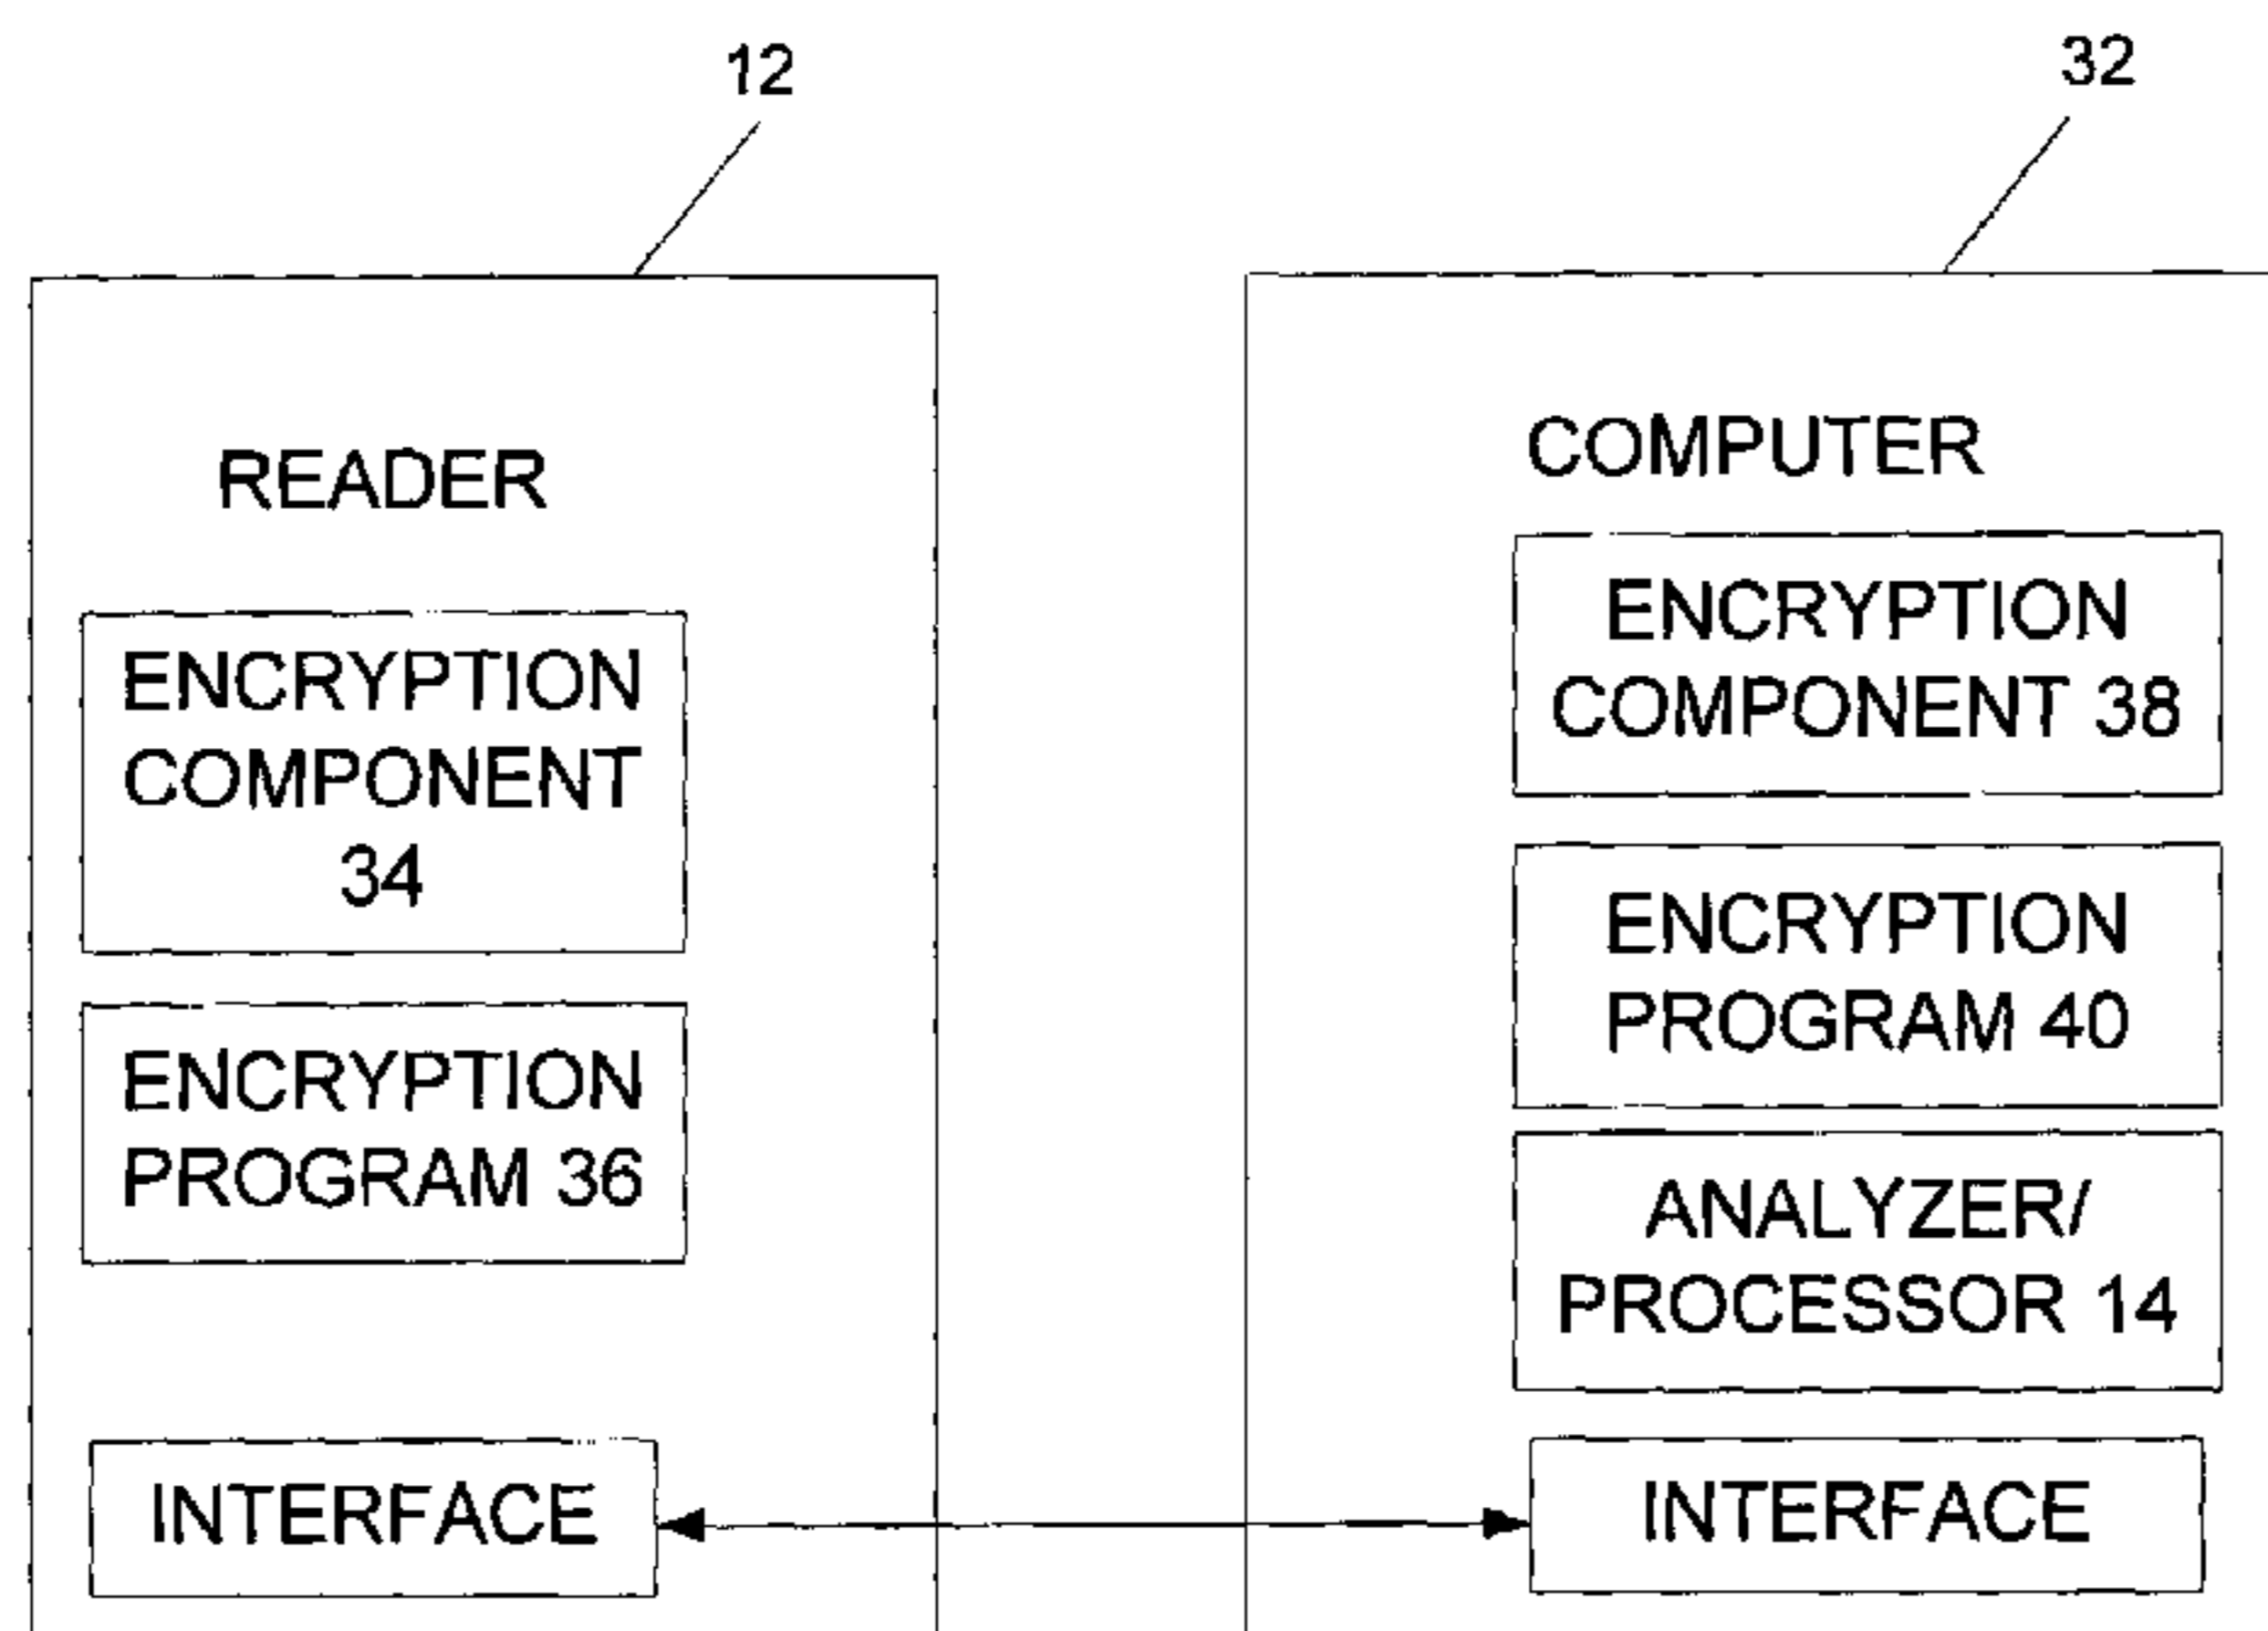 12
READER
ENCRYPTION
COMPONENT
34
ENCRYPTION
PROGRAM 36
INTERFACE
32
COMPUTER
ENCRYPTION
COMPONENT 38
ENCRYPTION
PROGRAM 40
ANALYZER/
PROCESSOR 14
INTERFACE